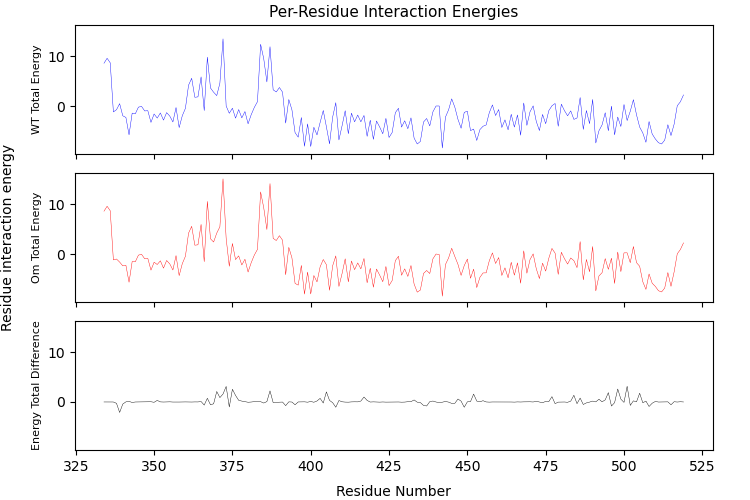 Per-Residue Interaction Energies
Residue interaction energy
WT Total Energy
10
0
Om Total Energy
10
0
Energy Total Difference
10
0
325 350 375 400 425 450 475 500 525
Residue Number